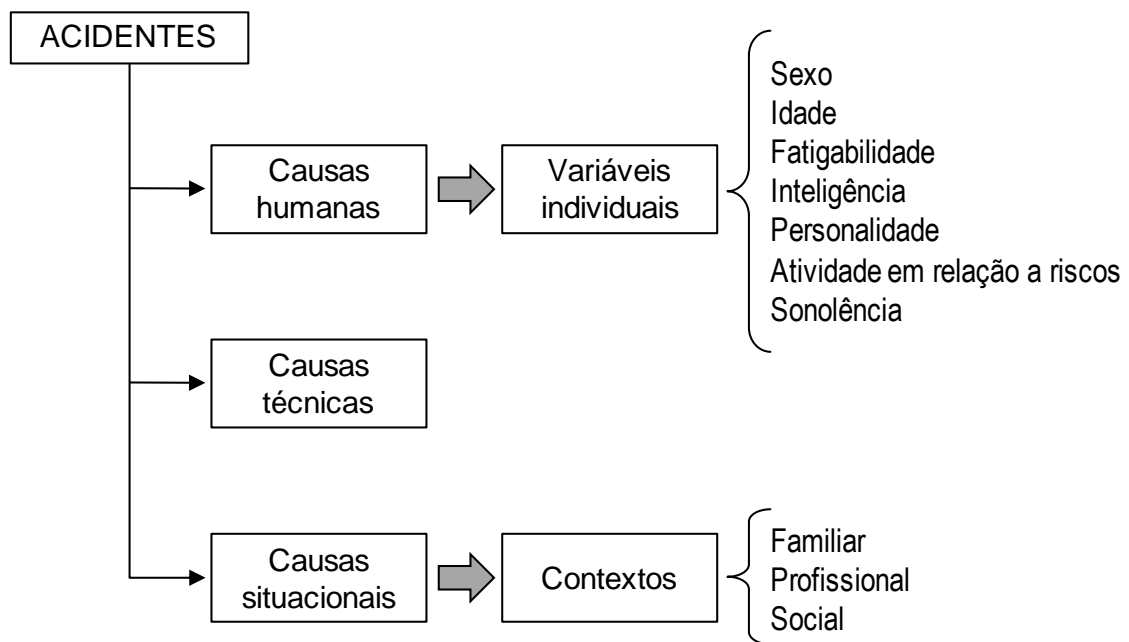 ACIDENTES
Causas
humanas
Variáveis
individuais
Sexo
Idade
Fatigabilidade
Inteligência
Personalidade
Atividade em relação a riscos
Sonolência
Causas
técnicas
Causas
situacionais
Contextos
Familiar
Profissional
Social